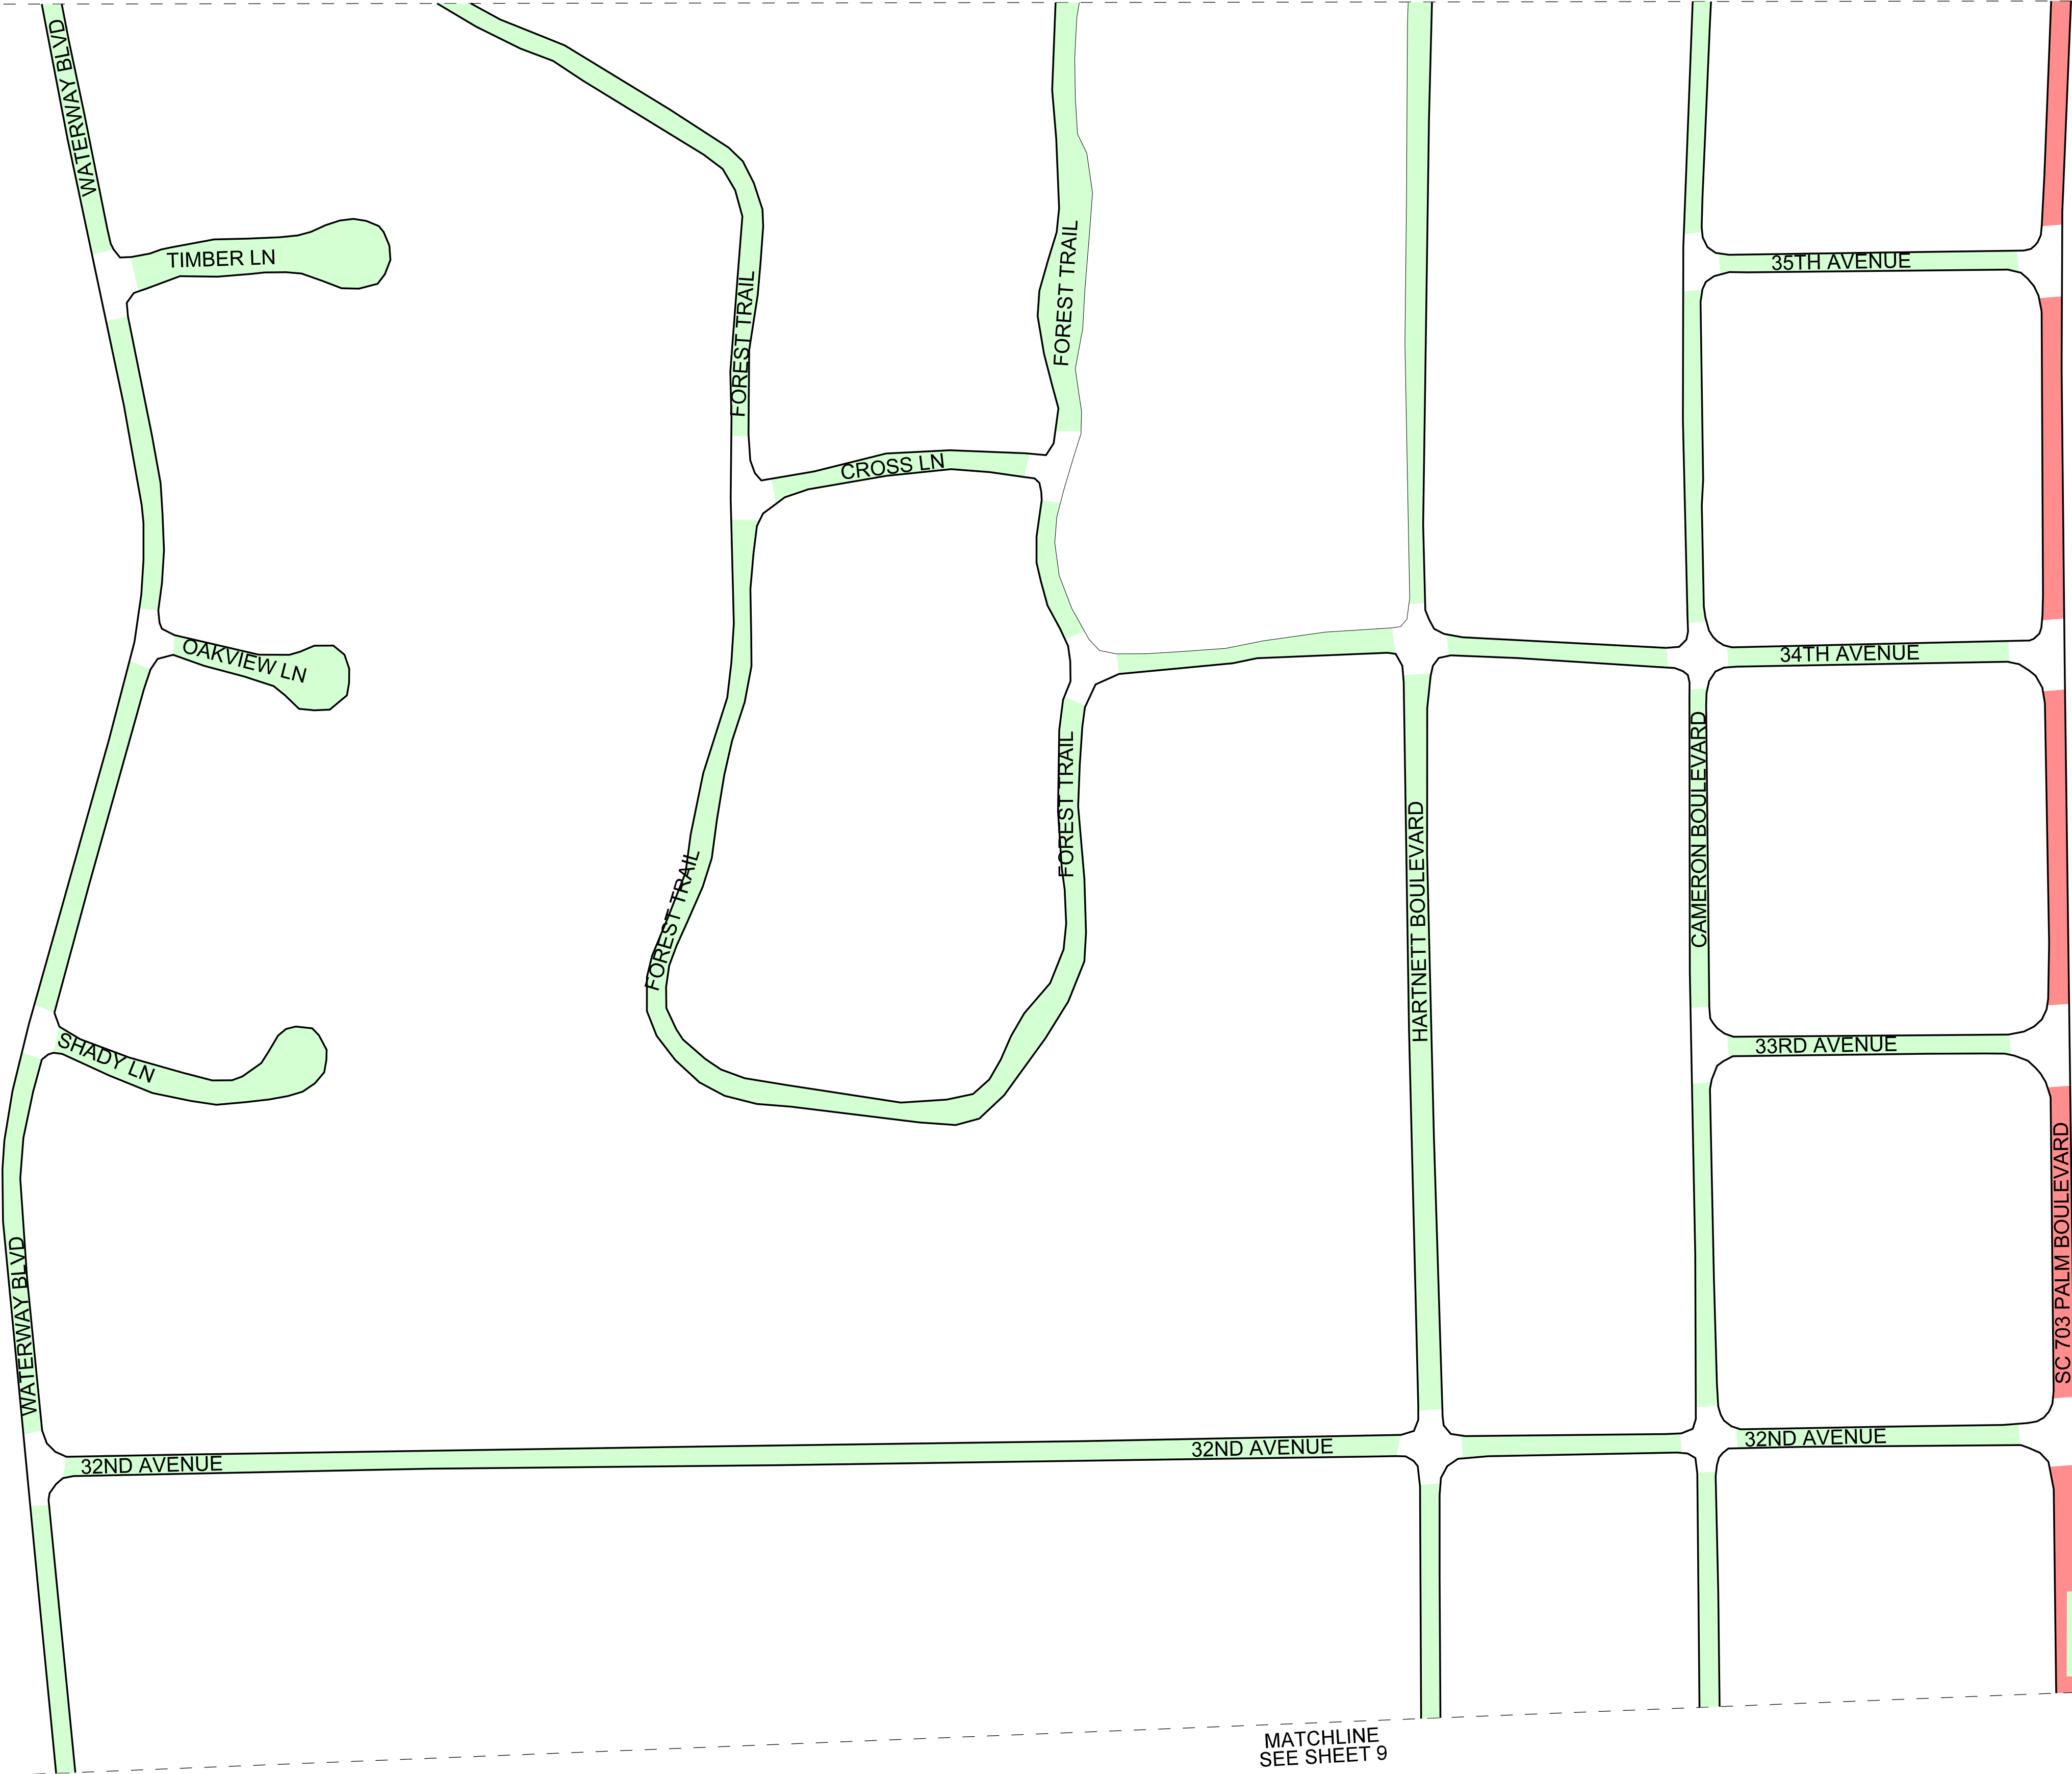 WATERWAY BLVD
TIMBER LN
FOREST TRAIL
FOREST TRAIL
35TH AVENUE
CROSS LN
OAKVIEW LN
34TH AVENUE
FOREST TRAIL
CAMERON BOULEVARD
HARTNETT BOULEVARD
FOREST TRAIL
SHADY LN
33RD AVENUE
SC 703 PALM BOULEVARD
WATERWAY BLVD
32ND AVENUE
32ND AVENUE
32ND AVENUE
MATCHLINE
SEE SHEET 9